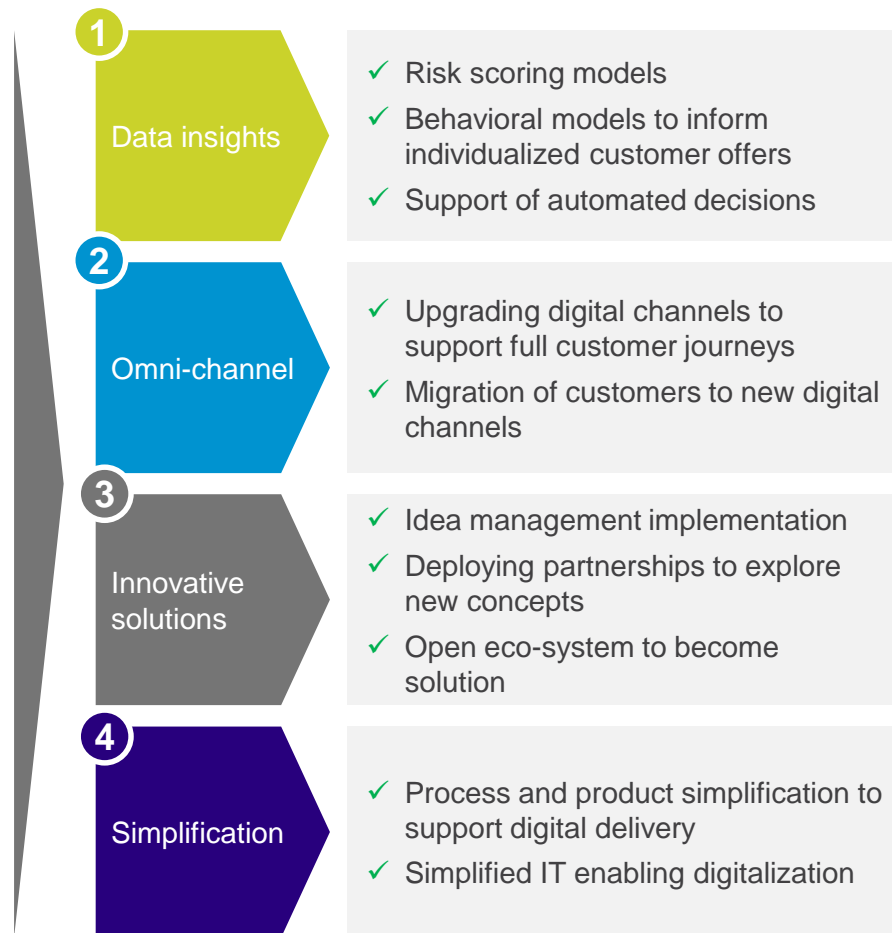 1
Data insights
✓ Risk scoring models
✓ Behavioral models to inform
individualized customer offers
✓ Support of automated decisions
2
Omni-channel
✓ Upgrading digital channels to
support full customer journeys
✓ Migration of customers to new digital
channels
3
Innovative
solutions
✓ Idea management implementation
✓ Deploying partnerships to explore
new concepts
✓ Open eco-system to become
solution
4
Simplification
✓ Process and product simplification to
support digital delivery
✓ Simplified IT enabling digitalization